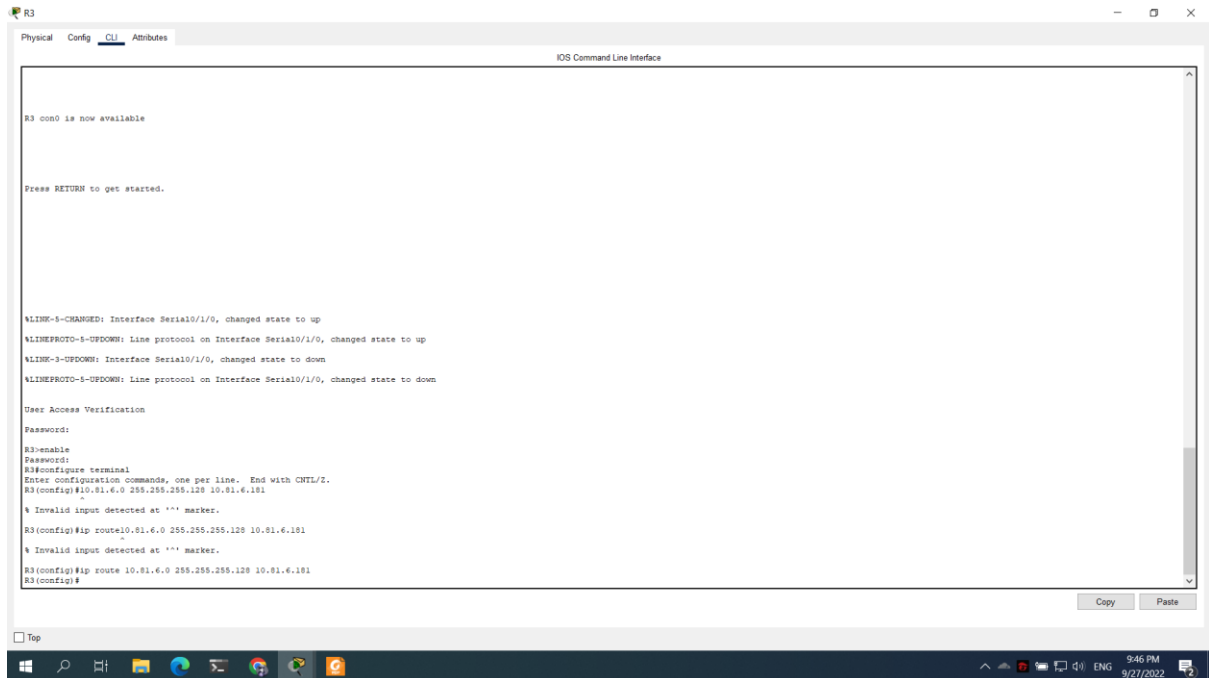 R3
Physical Config CLI Attributes
IOS Command Line Interface
R3 con0 is now available
Press RETURN to get started.
%LINK-5-CHANGED: Interface Serial0/1/0, changed state to up
%LINEPROTO-5-UPDOWN: Line protocol on Interface Serial0/1/0, changed state to up
%LINK-3-UPDOWN: Interface Serial0/1/0, changed state to down
%LINEPROTO-5-UPDOWN: Line protocol on Interface Serial0/1/0, changed state to down
User Access Verification
Password:
R3>enable
Password:
R3#configure terminal
Enter configuration commands, one per line.  End with CNTL/Z.
R3(config)#10.81.6.0 255.255.255.128 10.81.6.181
^
% Invalid input detected at '^' marker.
R3(config)#ip route10.81.6.0 255.255.255.128 10.81.6.181
^
% Invalid input detected at '^' marker.
R3(config)#ip route 10.81.6.0 255.255.255.128 10.81.6.181
R3(config)#
Copy Paste
Top
ENG
9:46 PM
9/27/2022
2